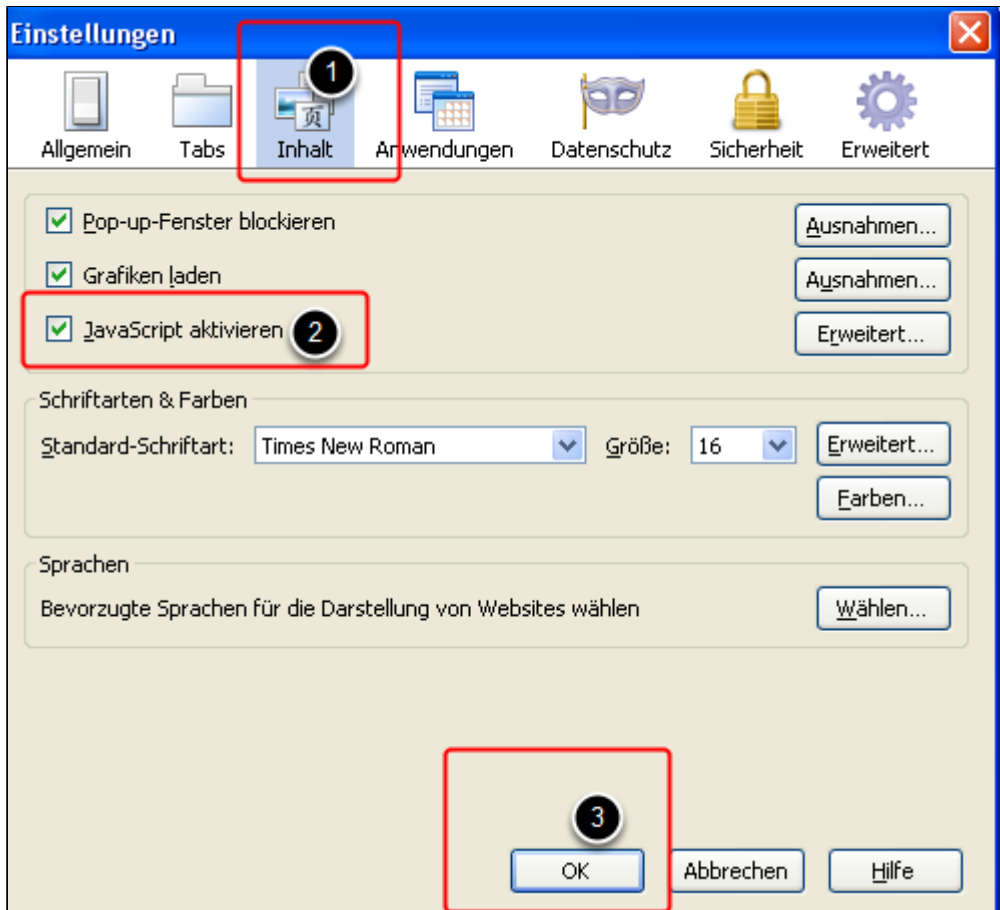 Einstellungen
1
页
Allgemein Tabs Inhalt Anwendungen Datenschutz Sicherheit Erweitert
Pop-up-Fenster blockieren Ausnahmen...
Grafiken laden Ausnahmen...
JavaScript aktivieren 2 Erweitert...
Schriftarten & Farben
Standard-Schriftart: Times New Roman Größe: 16 Erweitert...
Farben...
Sprachen
Bevorzugte Sprachen für die Darstellung von Websites wählen Wählen...
3
OK Abbrechen Hilfe